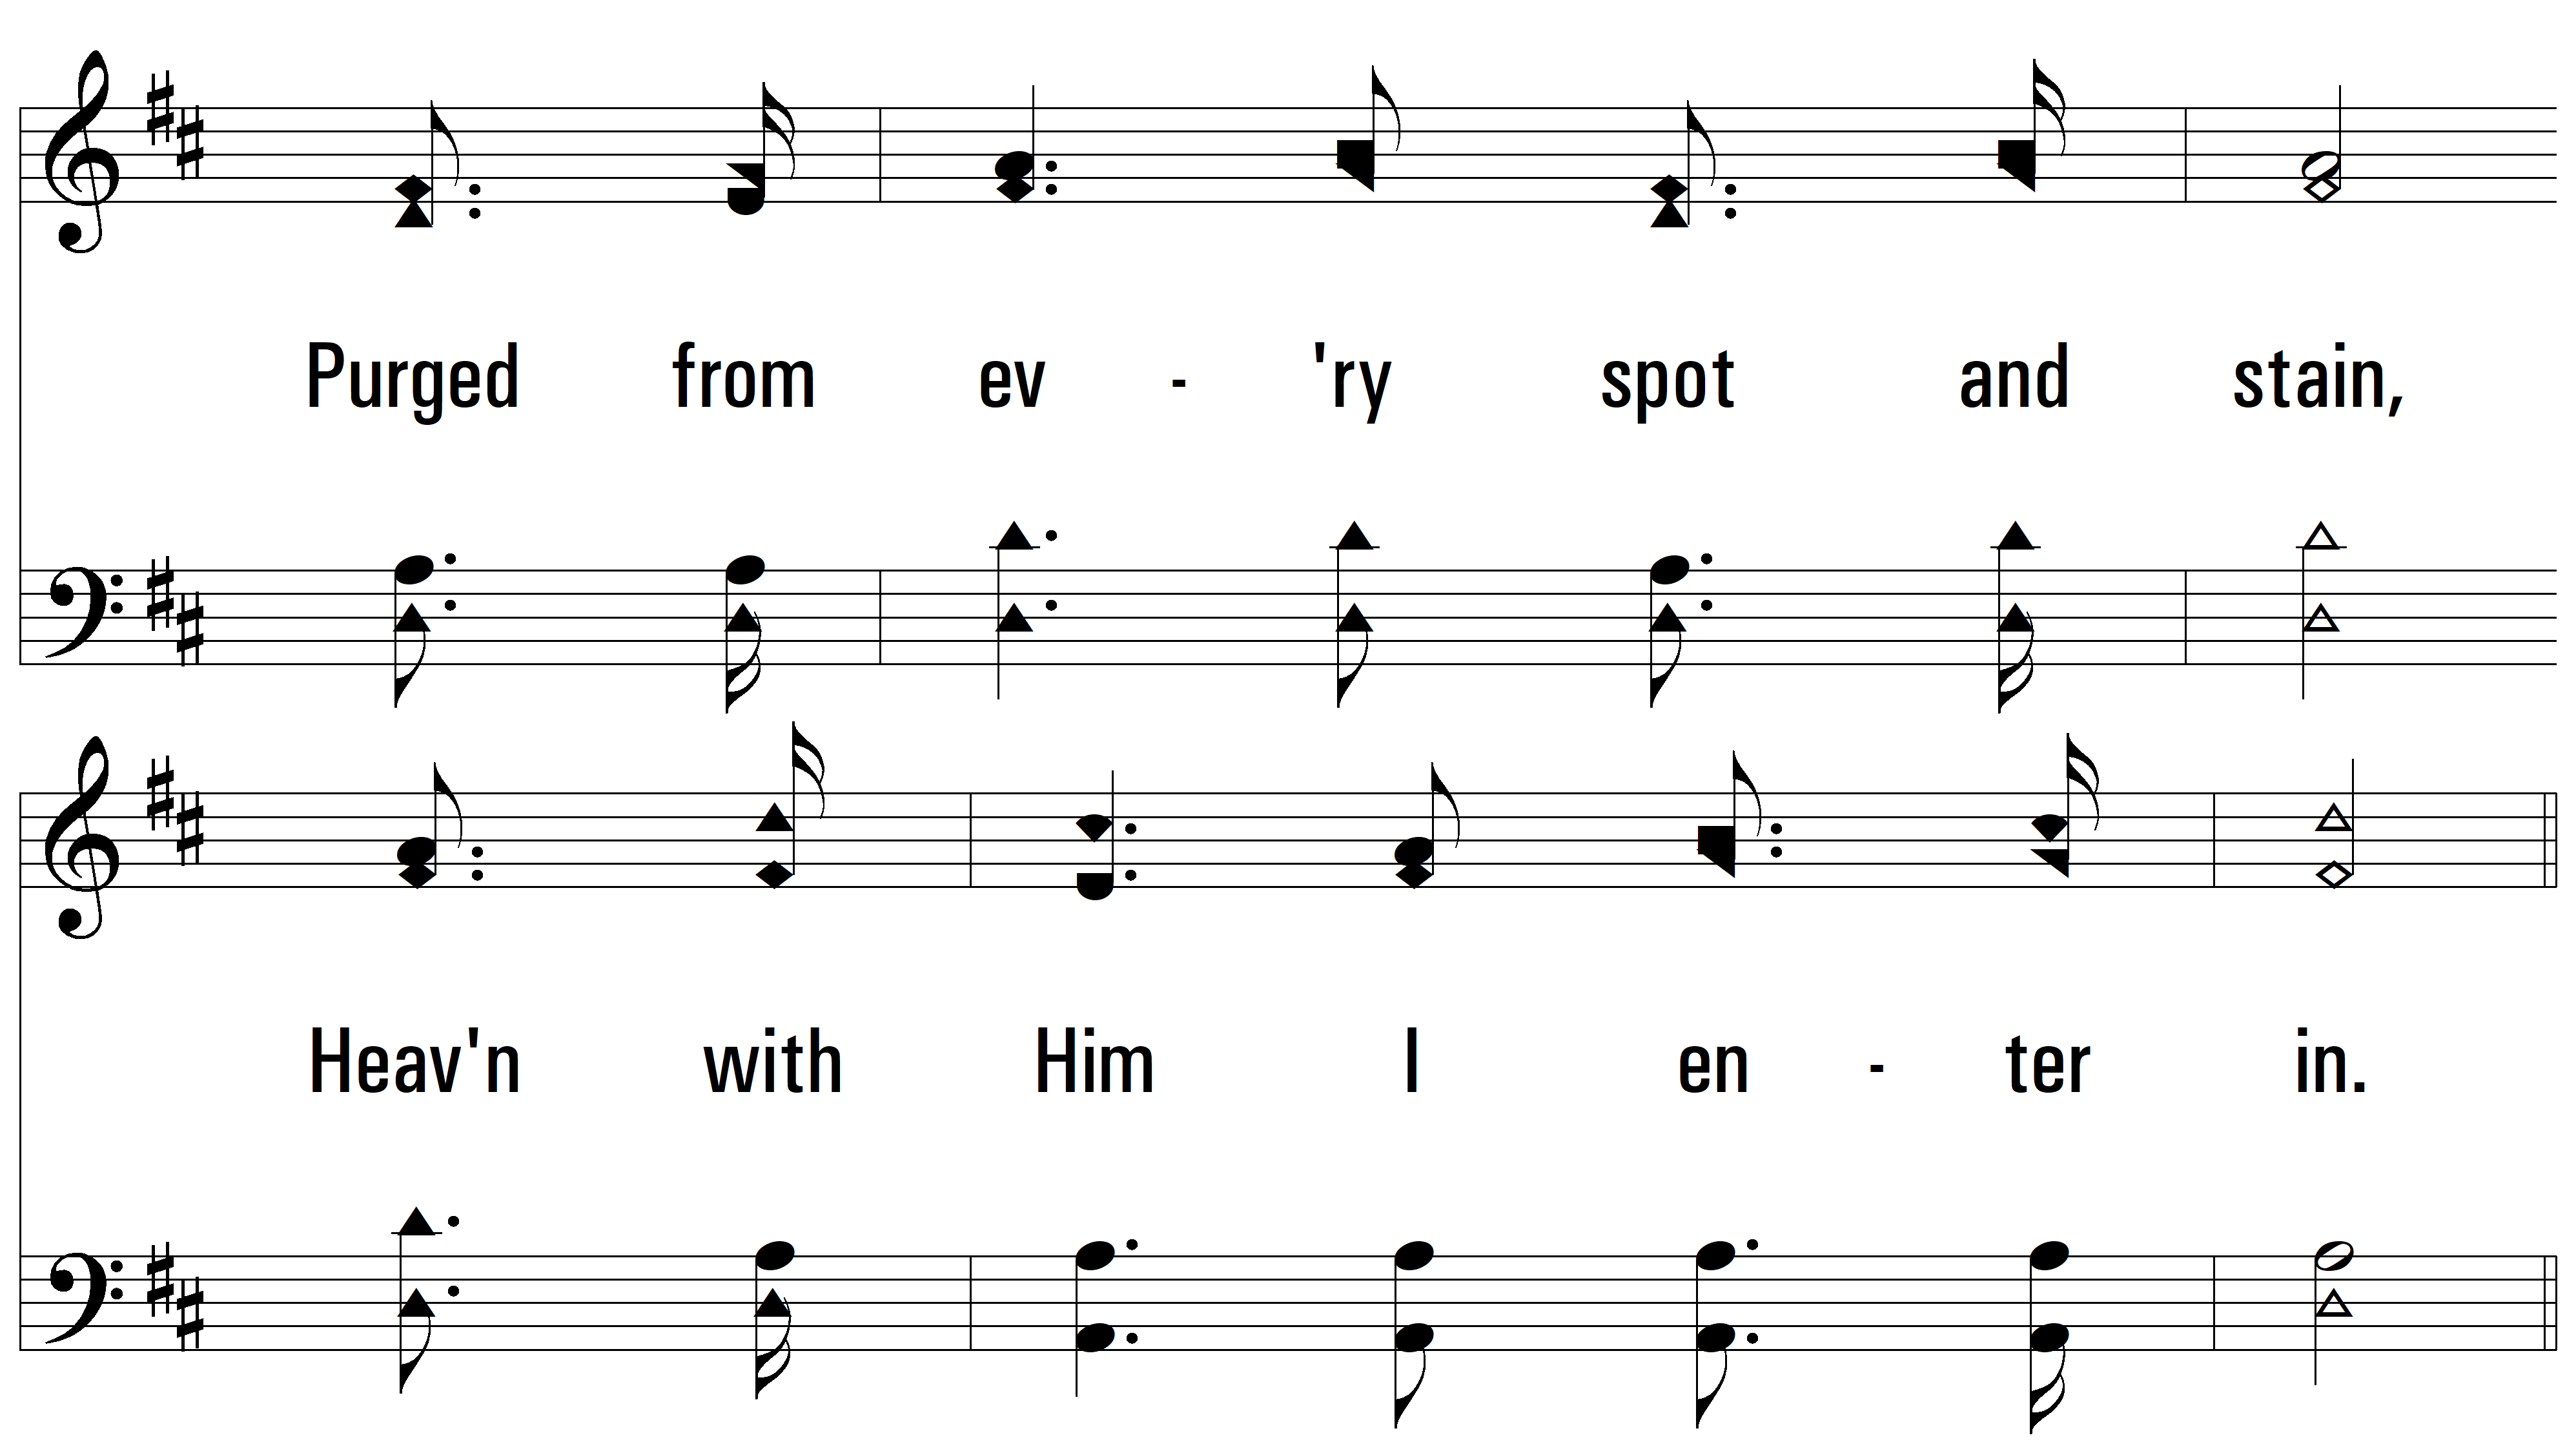 Purged from ev - 'ry spot and stain,
Heav'n with Him I en - ter in.